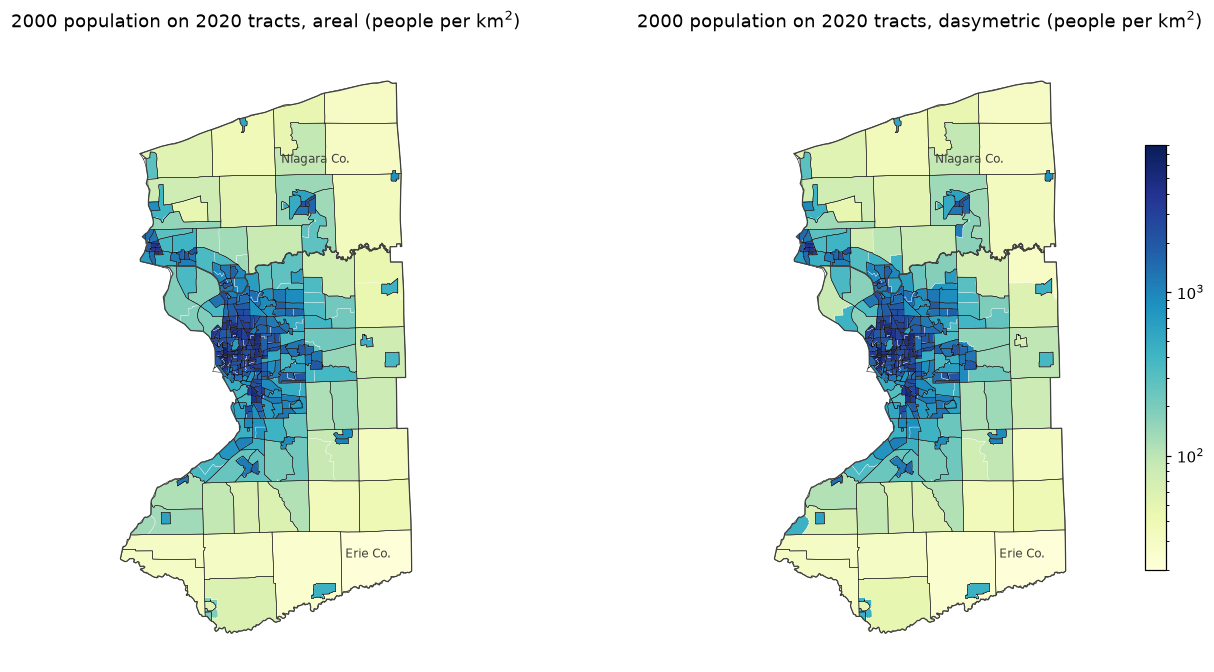 2000 population on 2020 tracts, areal (people per km²)
2000 population on 2020 tracts, dasymetric (people per km²)
Niagara Co.
Niagara Co.
10³
10²
Erie Co.
Erie Co.